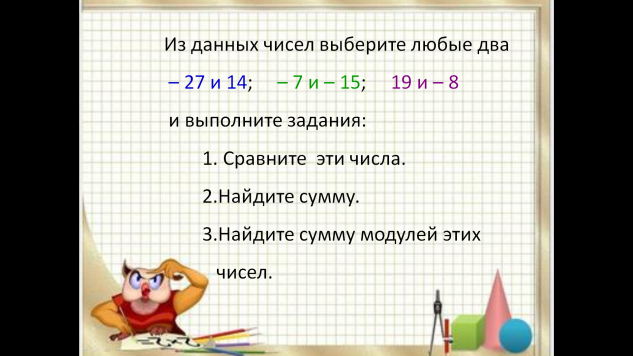 Из данных чисел выберите любые два
– 27 и 14; – 7 и – 15; 19 и – 8
и выполните задания:
1. Сравните эти числа.
2.Найдите сумму.
3.Найдите сумму модулей этих
чисел.